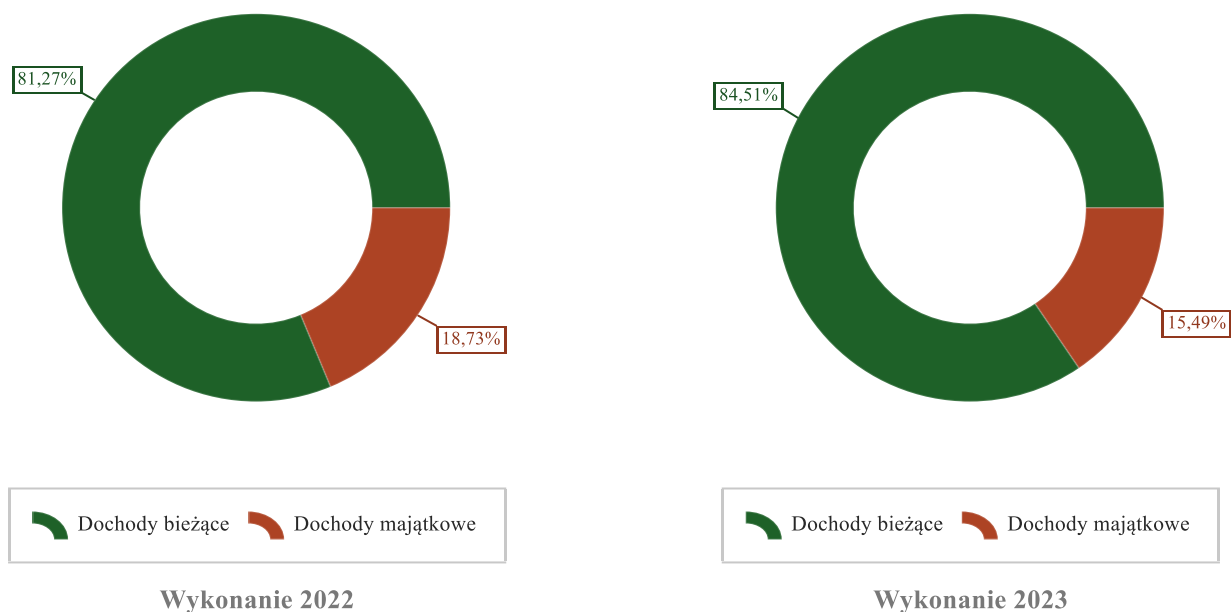 81,27%
18,73%
Dochody bieżące Dochody majątkowe
Wykonanie 2022
84,51%
15,49%
Dochody bieżące Dochody majątkowe
Wykonanie 2023